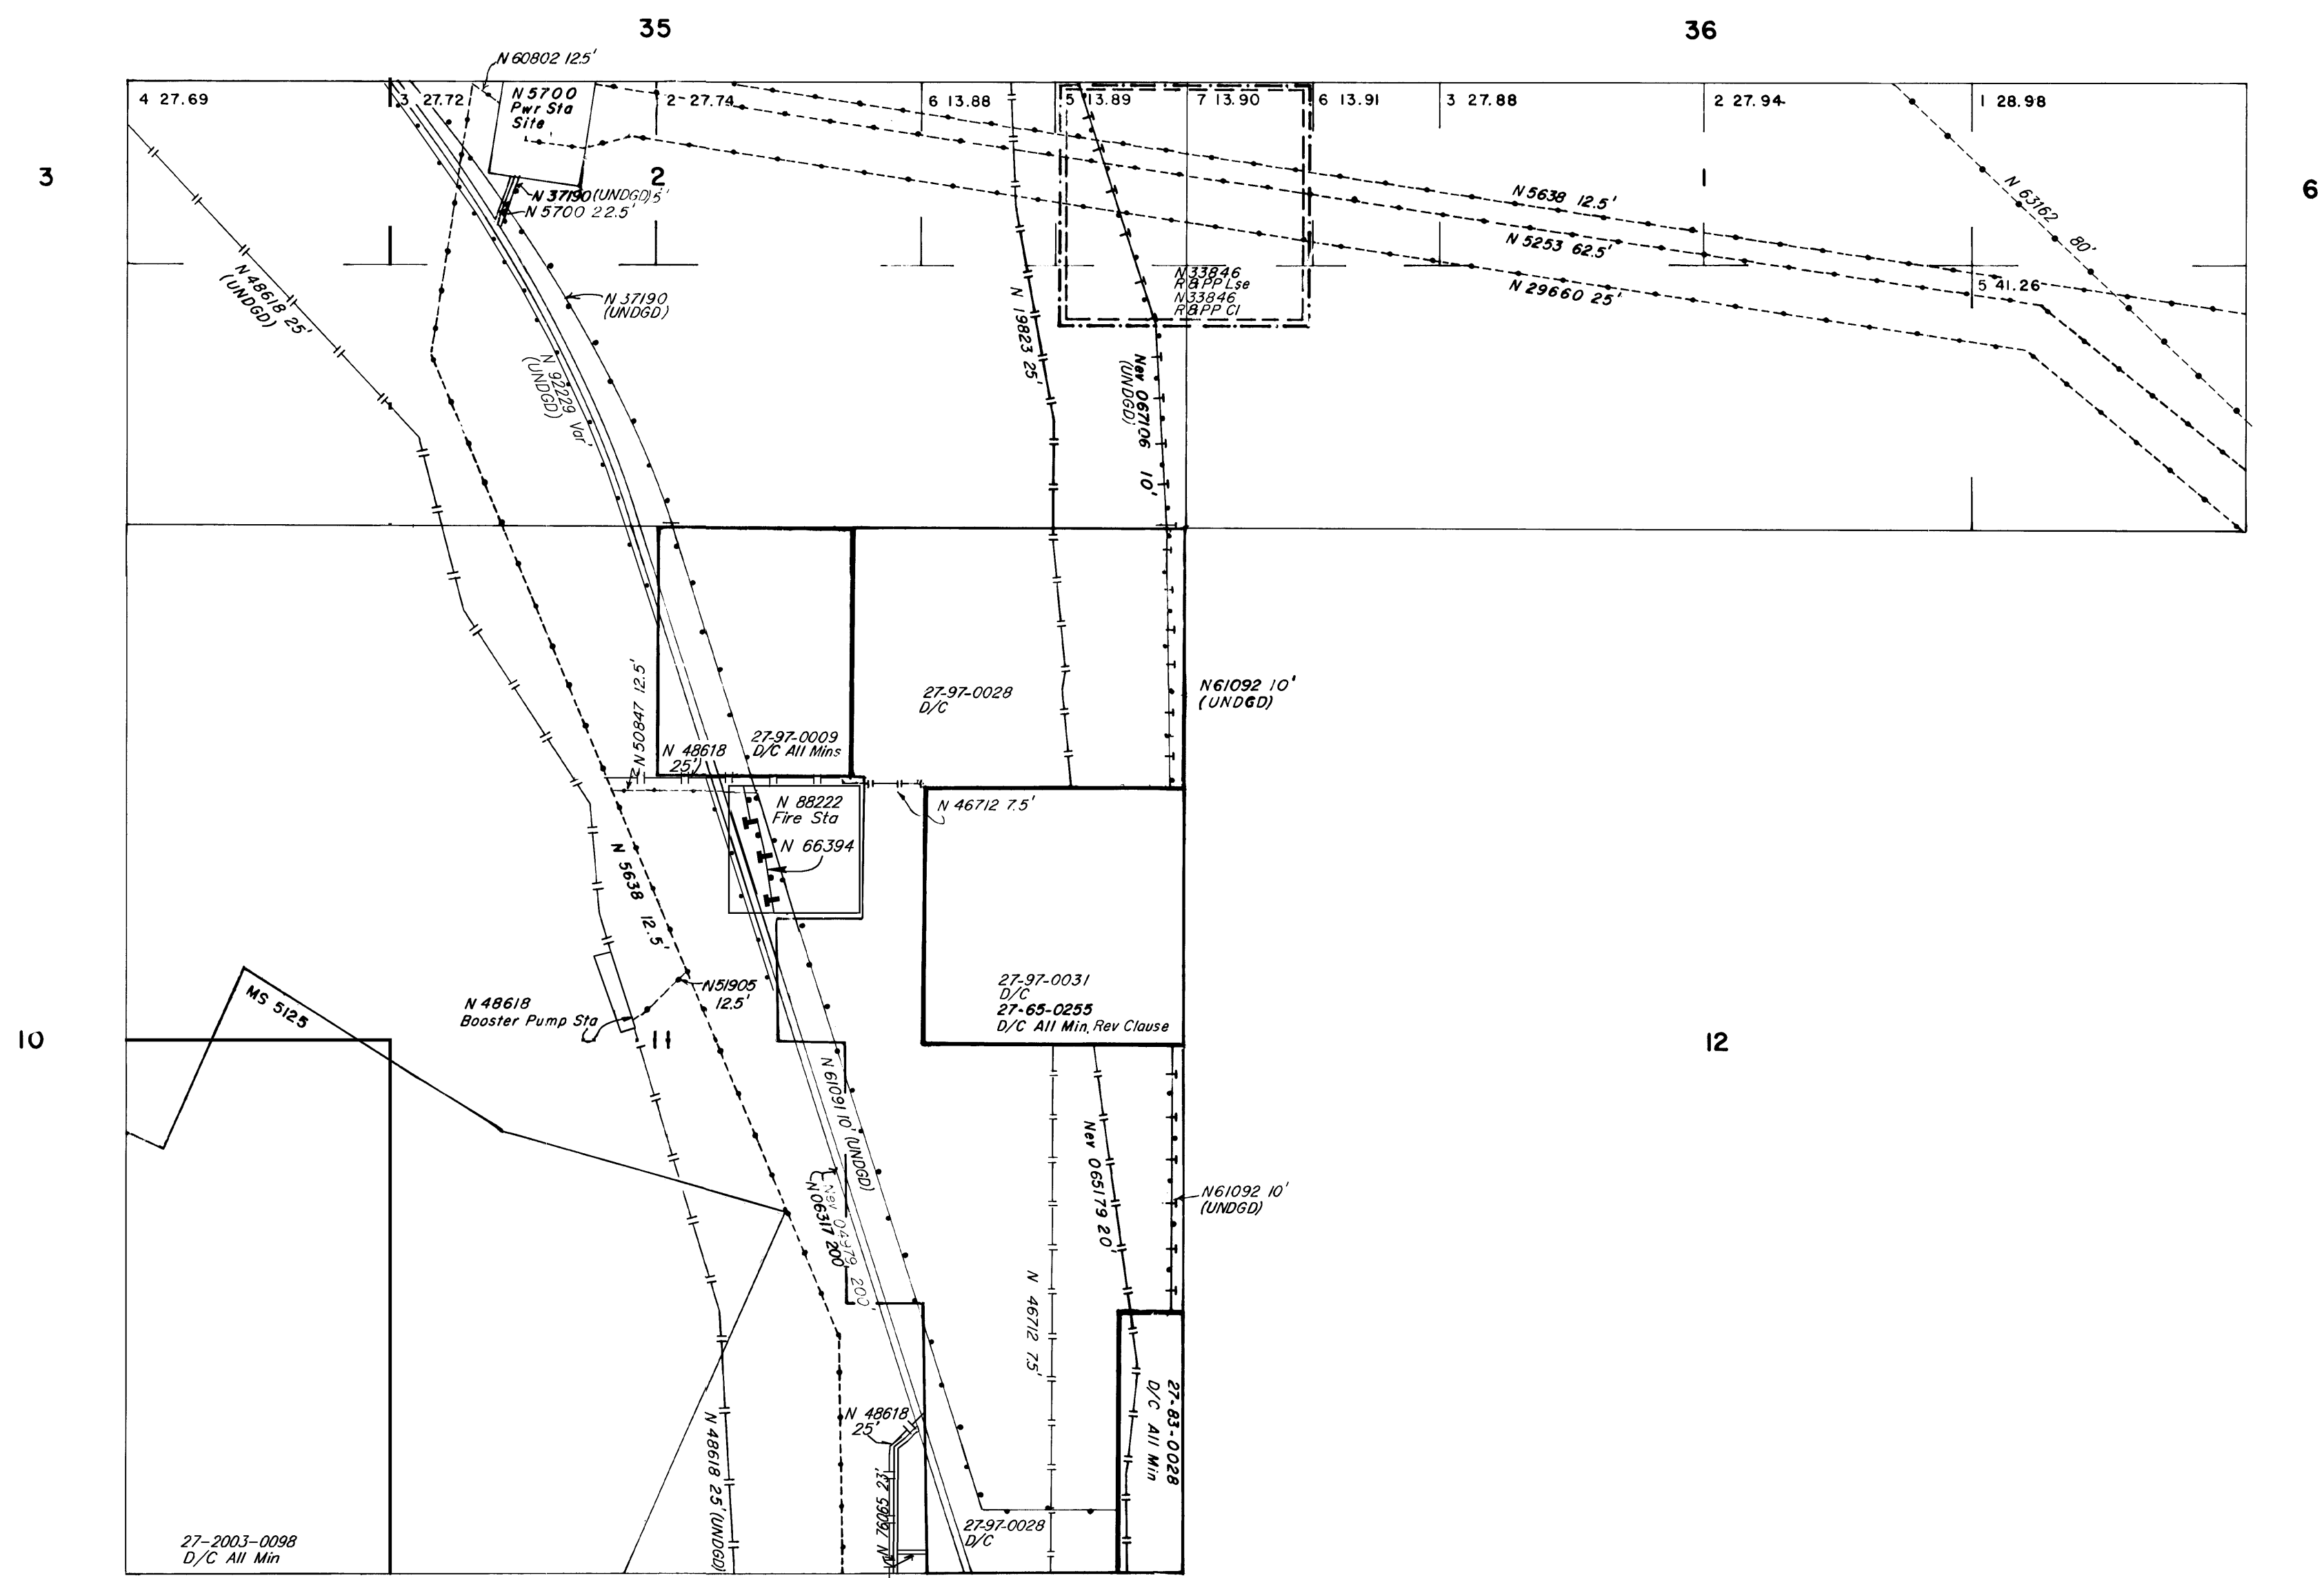 35
36
N 60802 12.5'
4 27.69
3 27.72
N 5700
Pwr Sta
Site
2 27.74
6 13.88
5 13.89
7 13.90
6 13.91
3 27.88
2 27.94
1 28.98
3
2
1
6
N 37190 (UNDGD) 5'
N 5700 22.5'
N 5638 12.5'
N 5253 62.5'
N 29660 25'
N 63162 80'
5 41.26
N 48618 25'
(UNDGD)
N 37190
(UNDGD)
N 33846
R&PP Lse
N 33846
R&PP Cl
N 19823 25'
N 92229 Var'
(UNDGD)
Nev 067106 10'
(UNDGD)
N 50847 12.5'
27-97-0028
D/C
N61092 10'
(UNDGD)
27-97-0009
D/C All Mins
N 48618
25'
N 88222
Fire Sta
N 46712 7.5'
N 66394
N 5638 12.5'
N51905
12.5'
N 48618
Booster Pump Sta
MS 5125
27-97-0031
D/C
27-65-0255
D/C All Min, Rev Clause
10
11
12
N 61091 10' (UNDGD)
Nev 065179 20'
N61092 10'
(UNDGD)
Nev 04979 200'
N 06317 200
N 46712 7.5'
27-83-0028
D/C All Min
N 48618
25'
N 48618 25' (UNDGD)
N 76065 23'
27-97-0028
D/C
27-2003-0098
D/C All Min